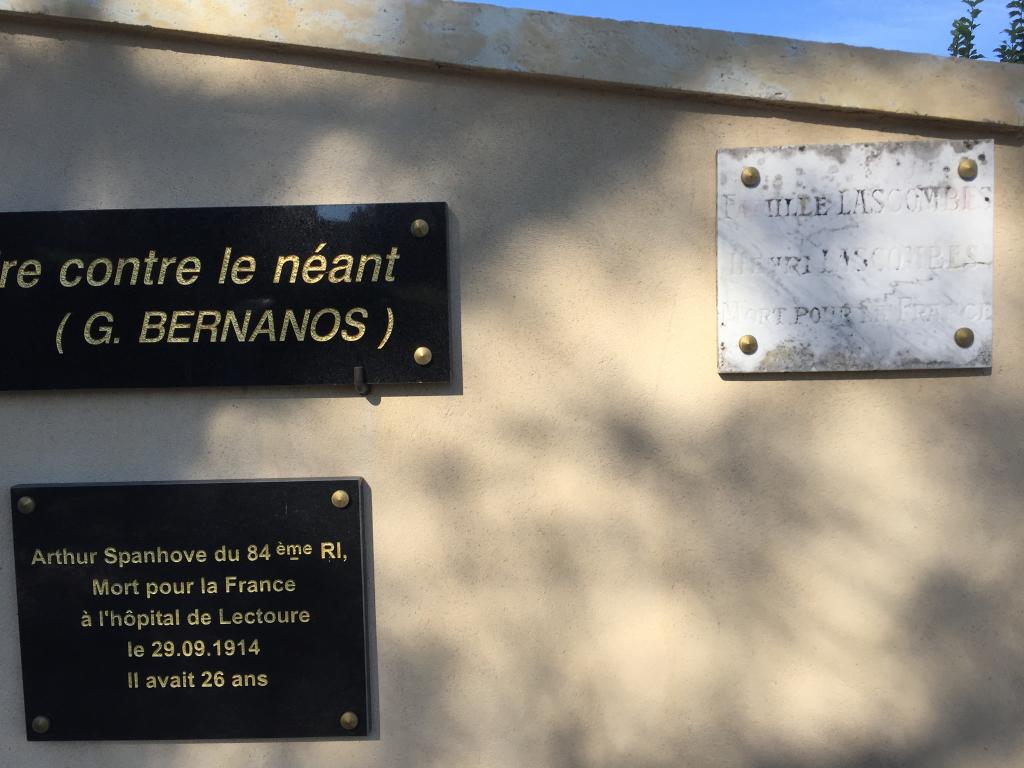 re contre le néant
( G. BERNANOS )
FAMILLE LASCOMBES
HENRI LASCOMBES
MORT POUR LA FRANCE
Arthur Spanhove du 84 ème RI,
Mort pour la France
à l'hôpital de Lectoure
le 29.09.1914
Il avait 26 ans